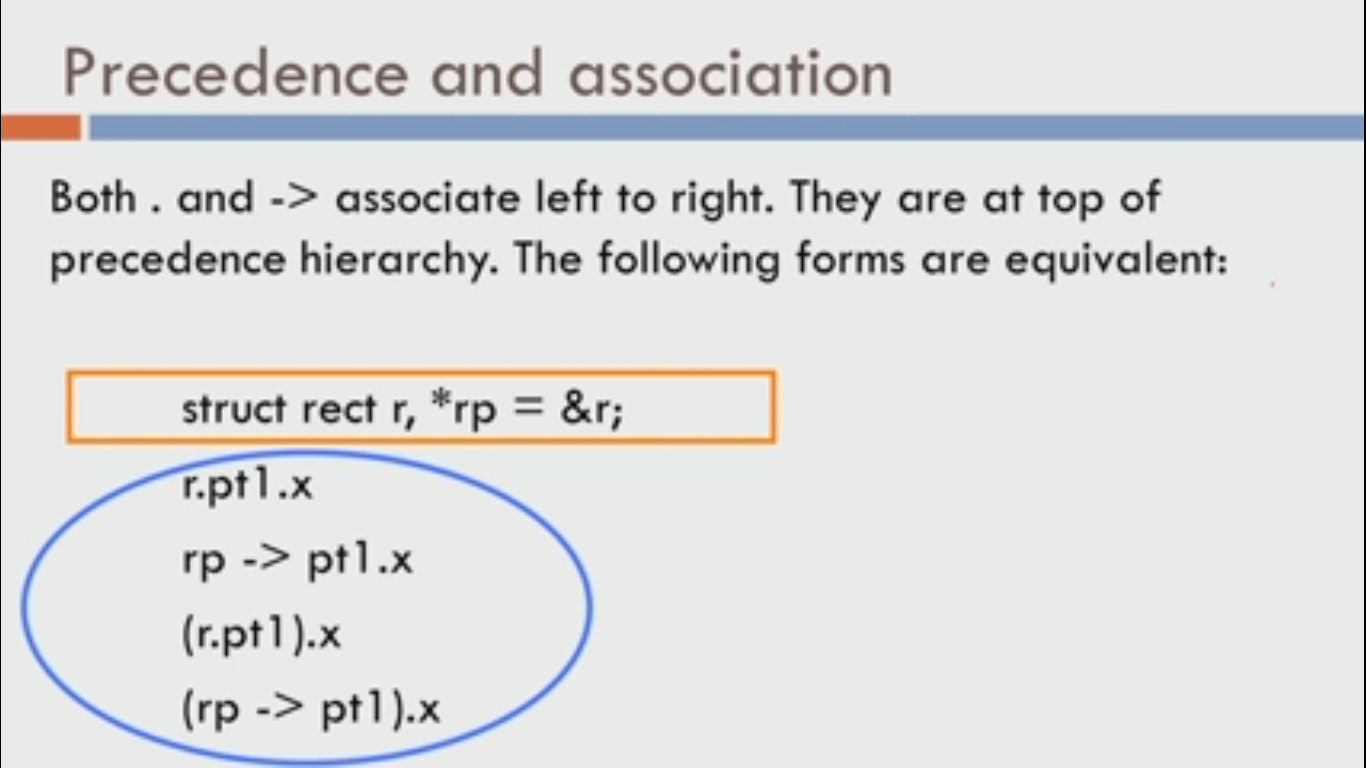 Precedence and association
Both . and -> associate left to right. They are at top of
precedence hierarchy. The following forms are equivalent:
struct rect r, *rp = &r;
r.pt1.x
rp -> pt1.x
(r.pt1).x
(rp -> pt1).x